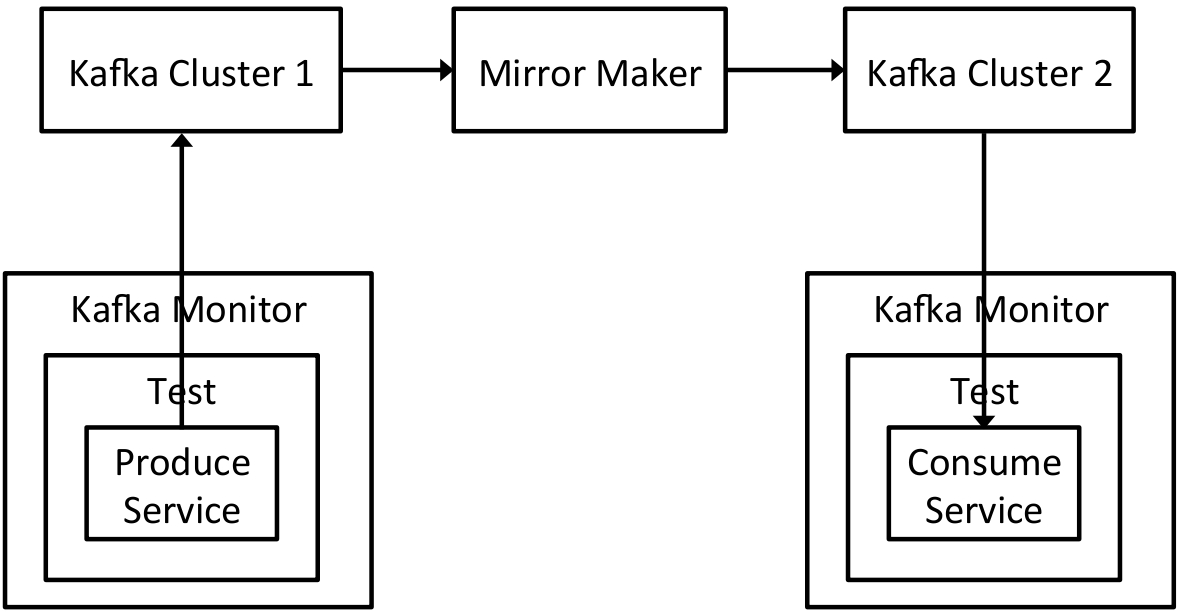 Kafka Cluster 1
Mirror Maker
Kafka Cluster 2
Kafka Monitor
Test
Produce
Service
Kafka Monitor
Test
Consume
Service